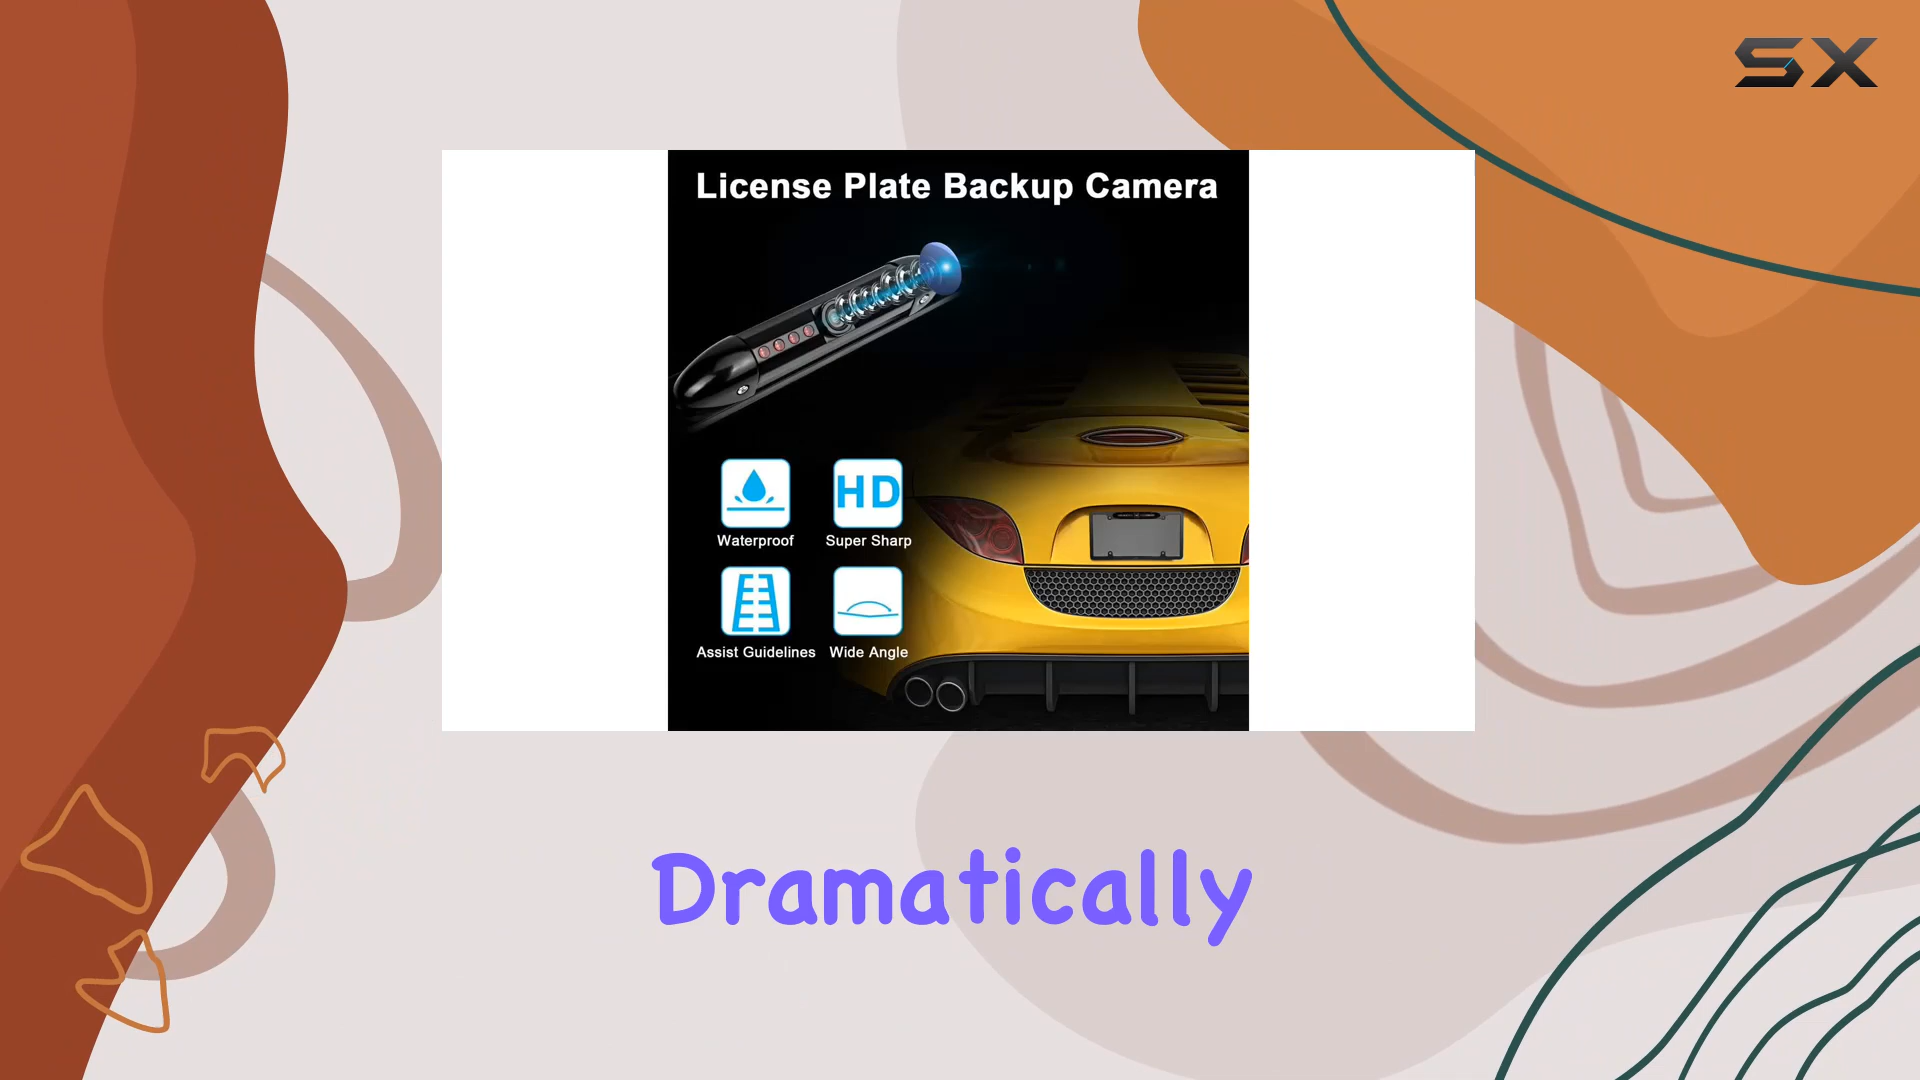 SX
License Plate Backup Camera
HD
Waterproof
Super Sharp
Assist Guidelines
Wide Angle
Dramatically